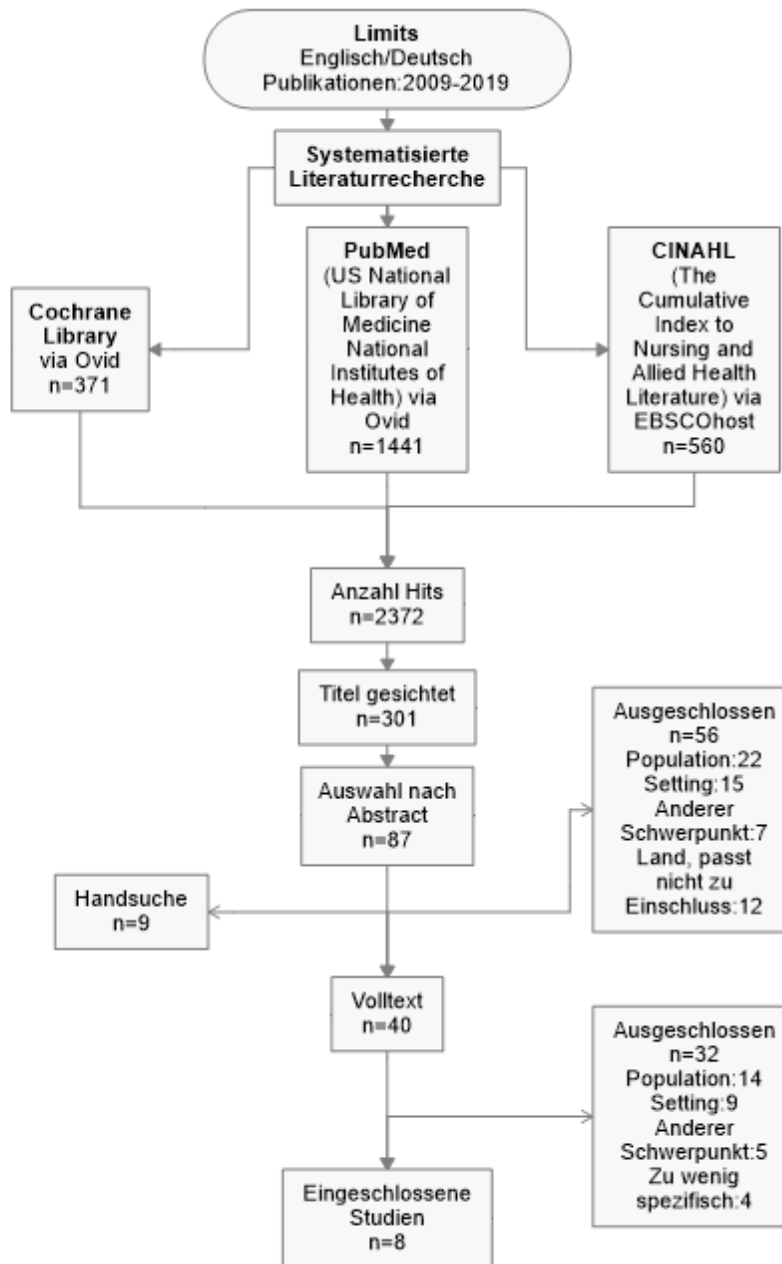 Limits
Englisch/Deutsch
Publikationen:2009-2019
Systematisierte
Literaturrecherche
Cochrane
Library
via Ovid
n=371
PubMed
(US National
Library of
Medicine
National
Institutes of
Health) via
Ovid
n=1441
CINAHL
(The
Cumulative
Index to
Nursing and
Allied Health
Literature) via
EBSCOhost
n=560
Anzahl Hits
n=2372
Titel gesichtet
n=301
Auswahl nach
Abstract
n=87
Ausgeschlossen
n=56
Population:22
Setting:15
Anderer
Schwerpunkt:7
Land, passt
nicht zu
Einschluss:12
Handsuche
n=9
Volltext
n=40
Ausgeschlossen
n=32
Population:14
Setting:9
Anderer
Schwerpunkt:5
Zu wenig
spezifisch:4
Eingeschlossene
Studien
n=8